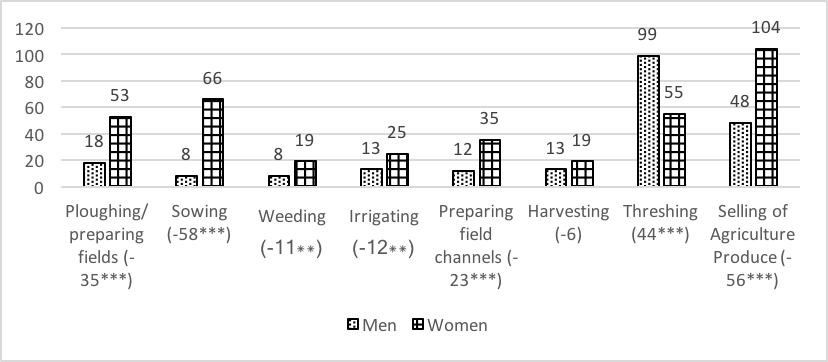 120
100
80
60
40
20
0
18
53
8
66
8
19
13
25
12
35
13
19
99
55
48
104
Ploughing/
preparing
fields (-
35***)
Sowing
(-58***)
Weeding
(-11**)
Irrigating
(-12**)
Preparing
field
channels (-
23***)
Harvesting
(-6)
Threshing
(44***)
Selling of
Agriculture
Produce (-
56***)
Men
Women